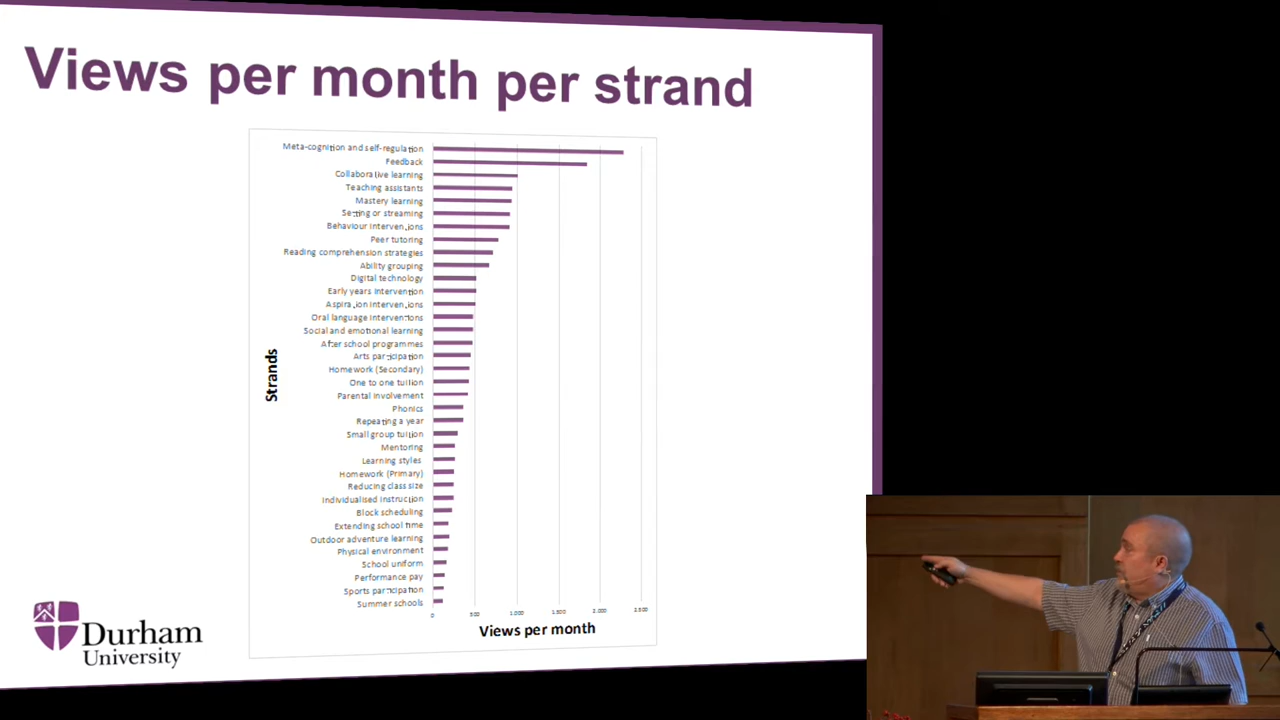 Views per month per strand
Meta-cognition and self-regulation
Feedback
Collaborative learning
Teaching assistants
Mastery learning
Setting or streaming
Behaviour interventions
Peer tutoring
Reading comprehension strategies
Ability grouping
Digital technology
Early years intervention
Aspiration interventions
Oral language interventions
Social and emotional learning
After school programmes
Arts participation
Homework (Secondary)
One to one tuition
Parental involvement
Phonics
Repeating a year
Small group tuition
Mentoring
Learning styles
Homework (Primary)
Reducing class size
Individualised instruction
Block scheduling
Extending school time
Outdoor adventure learning
Physical environment
School uniform
Performance pay
Sports participation
Summer schools
Strands
0 500 1 000 1 500 2 000 2 500
Views per month
Durham
University